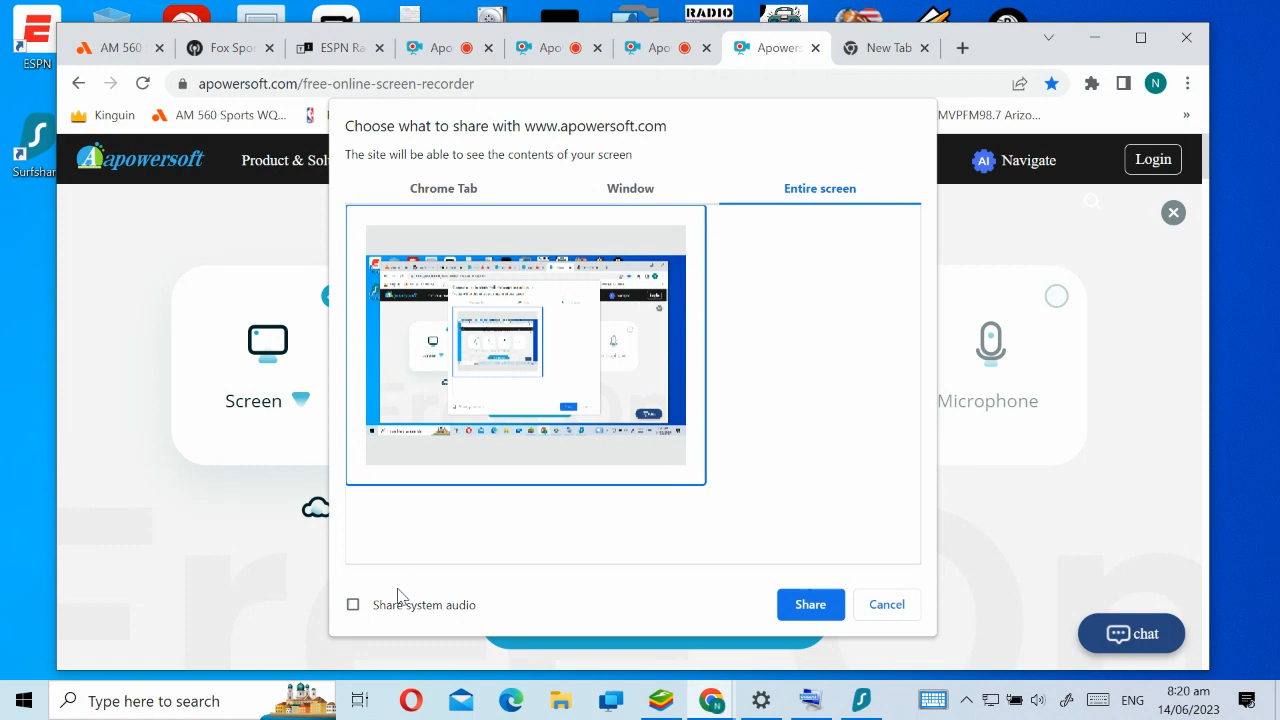 RADIO
ESPN
AM 560
Fox Spo
ESPN Ra
Apo
Apo
Apo
Apowers
New Tab
apowersoft.com/free-online-screen-recorder
N
Kinguin
AM 560 Sports WQ...
MVPFM98.7 Arizo...
»
Surfshar
apowersoft
Product & Sol
AI
Navigate
Login
Choose what to share with www.apowersoft.com
The site will be able to see the contents of your screen
Chrome Tab
Window
Entire screen
Screen
Microphone
Share system audio
Share
Cancel
chat
Type here to search
ENG
8:20 am
14/06/2023